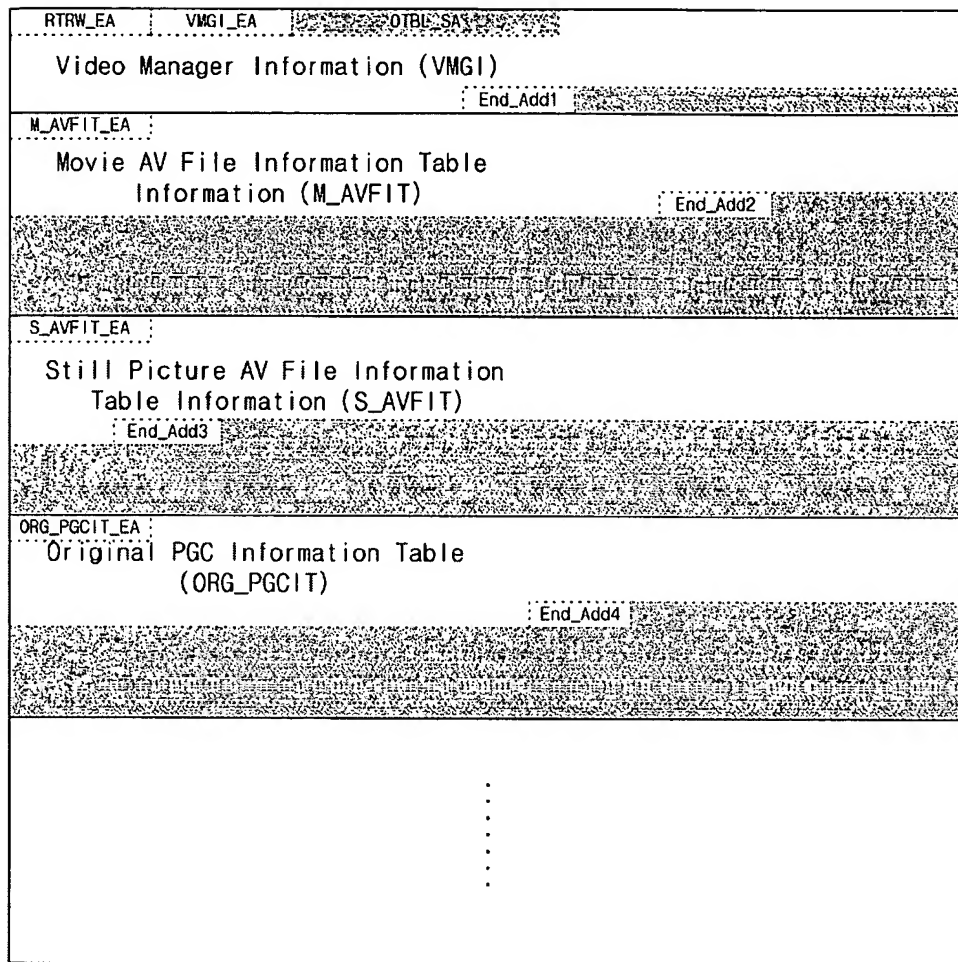 RTRW_EA VMGI_EA OTBL_SA
Video Manager Information (VMGI)
End_Add1
M_AVFIT_EA
Movie AV File Information Table
Information (M_AVFIT)
End_Add2
S_AVFIT_EA
Still Picture AV File Information
Table Information (S_AVFIT)
End_Add3
ORG_PGCIT_EA
Original PGC Information Table
(ORG_PGCIT)
End_Add4